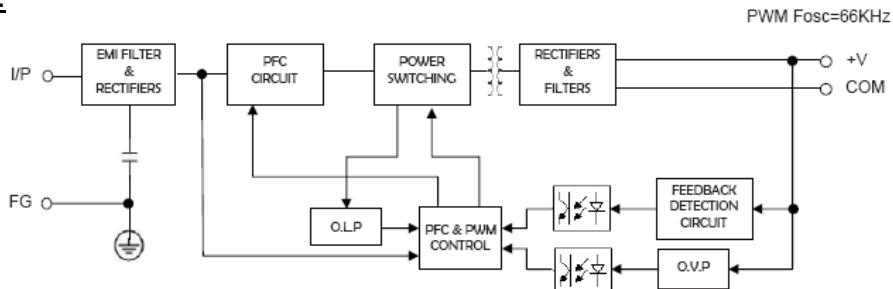 PWM Fosc=66KHz
I/P
EMI FILTER
&
RECTIFIERS
PFC
CIRCUIT
POWER
SWITCHING
RECTIFIERS
&
FILTERS
+V
COM
FG
O.L.P
PFC & PWM
CONTROL
FEEDBACK
DETECTION
CIRCUIT
O.V.P